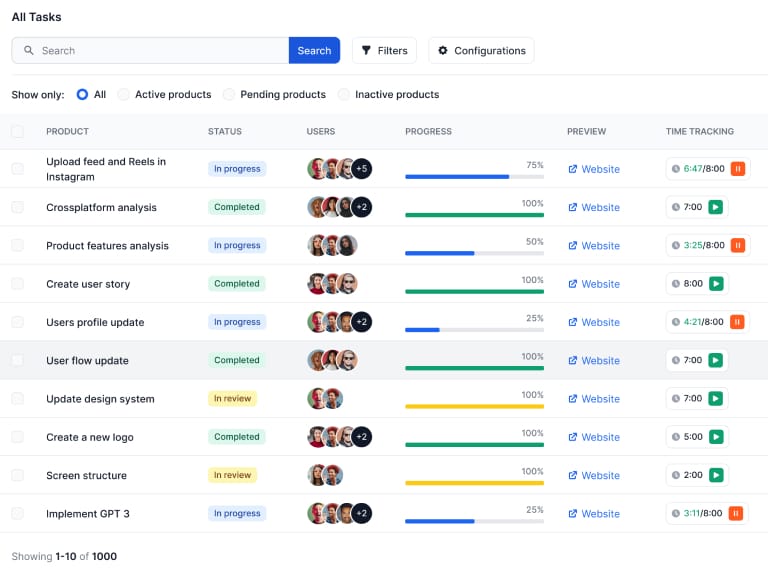 All Tasks
Search Search Filters Configurations
Show only: All Active products Pending products Inactive products
PRODUCT STATUS USERS PROGRESS PREVIEW TIME TRACKING
Upload feed and Reels in
Instagram In progress +5 75% Website 6:47/8:00
Crossplatform analysis Completed +2 100% Website 7:00
Product features analysis In progress 50% Website 3:25/8:00
Create user story Completed 100% Website 8:00
Users profile update In progress +2 25% Website 4:21/8:00
User flow update Completed 100% Website 7:00
Update design system In review 100% Website 7:00
Create a new logo Completed +2 100% Website 5:00
Screen structure In review 100% Website 2:00
Implement GPT 3 In progress +2 25% Website 3:11/8:00
Showing 1-10 of 1000